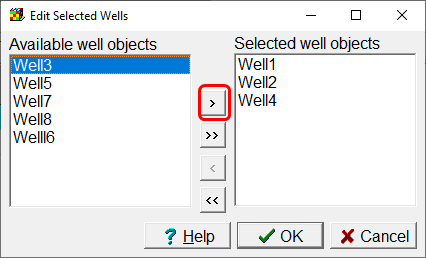 Edit Selected Wells
Available well objects
Well3
Well5
Well7
Well8
Welll6
>
>>
<
<<
Selected well objects
Well1
Well2
Well4
? Help
OK
Cancel